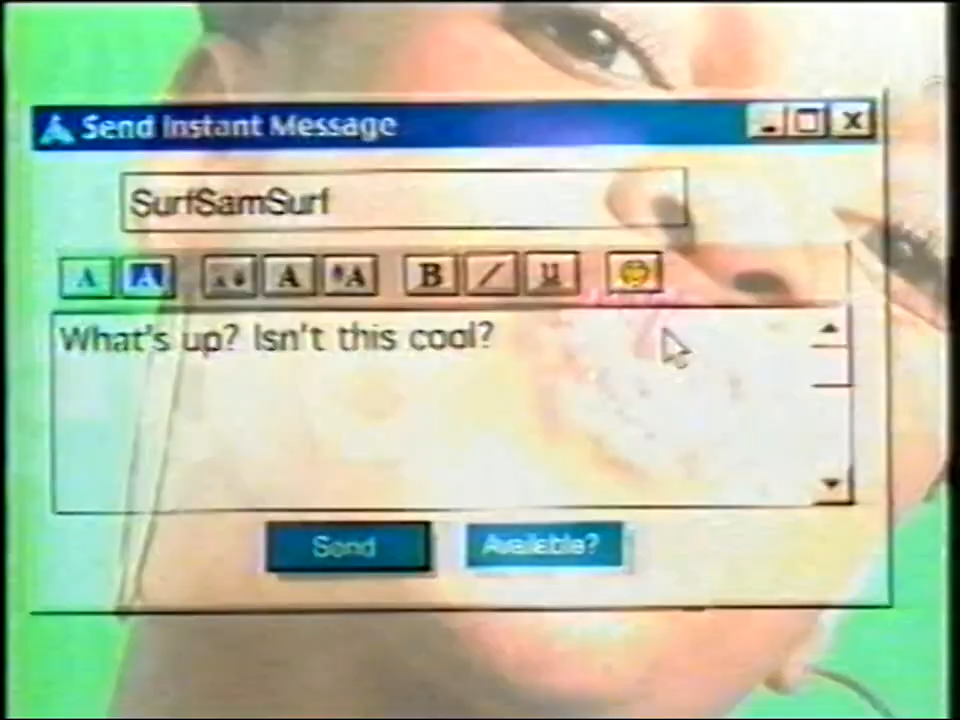 Send Instant Message
SurfSamSurf
A A A A A B / u
What's up? Isn't this cool?
Send Available?